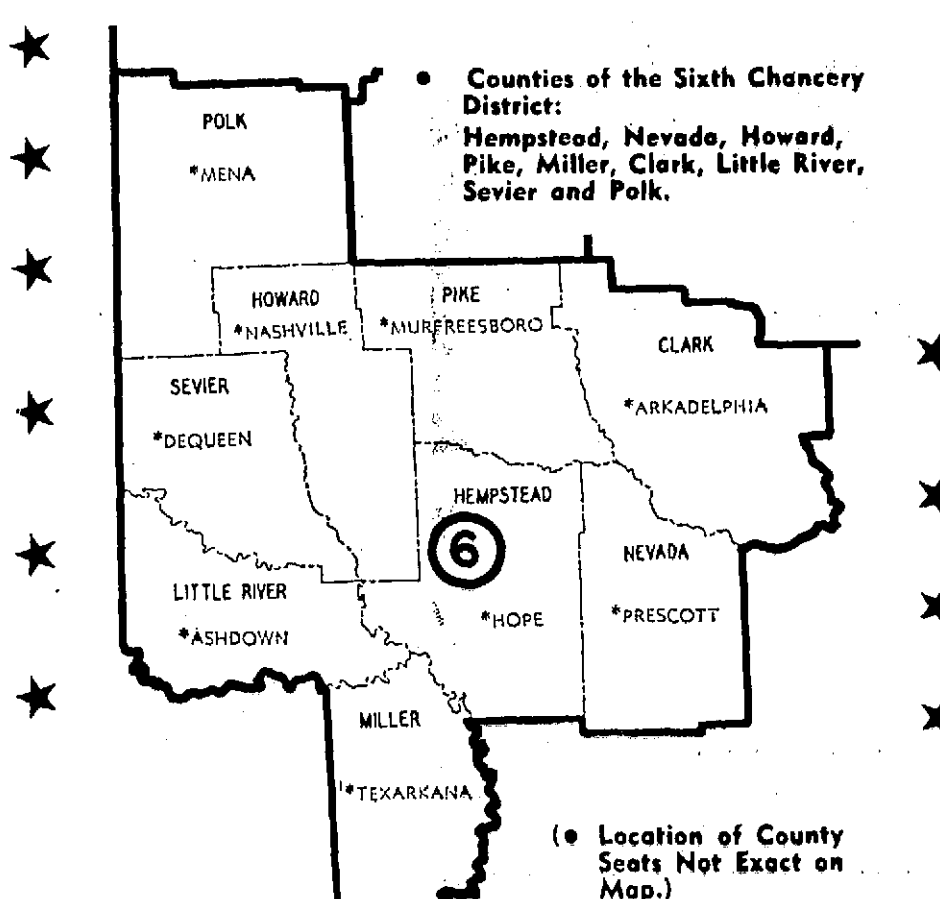 • Counties of the Sixth Chancery
District:
Hempstead, Nevada, Howard,
Pike, Miller, Clark, Little River,
Sevier and Polk.
POLK
*MENA
HOWARD
*NASHVILLE
PIKE
*MURFREESBORO
CLARK
*ARKADELPHIA
SEVIER
*DEQUEEN
HEMPSTEAD
6
*HOPE
NEVADA
*PRESCOTT
LITTLE RIVER
*ASHDOWN
MILLER
*TEXARKANA
(• Location of County
Seats Not Exact on
Map.)